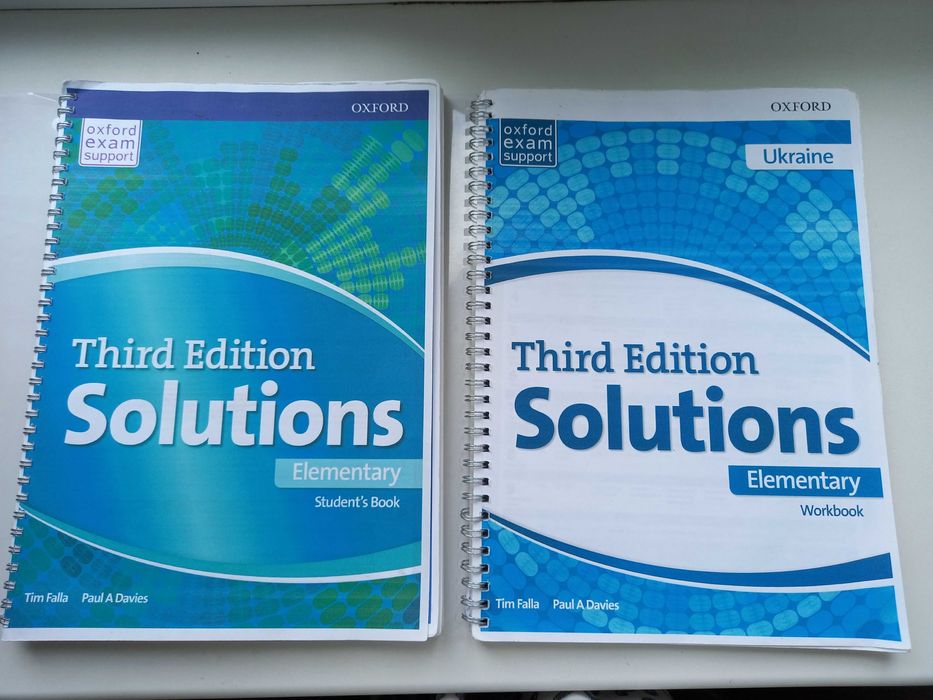 OXFORD
oxford
exam
support
Third Edition
Solutions
Elementary
Student's Book
Tim Falla Paul A Davies
OXFORD
oxford
exam
support
Ukraine
Third Edition
Solutions
Elementary
Workbook
Tim Falla Paul A Davies